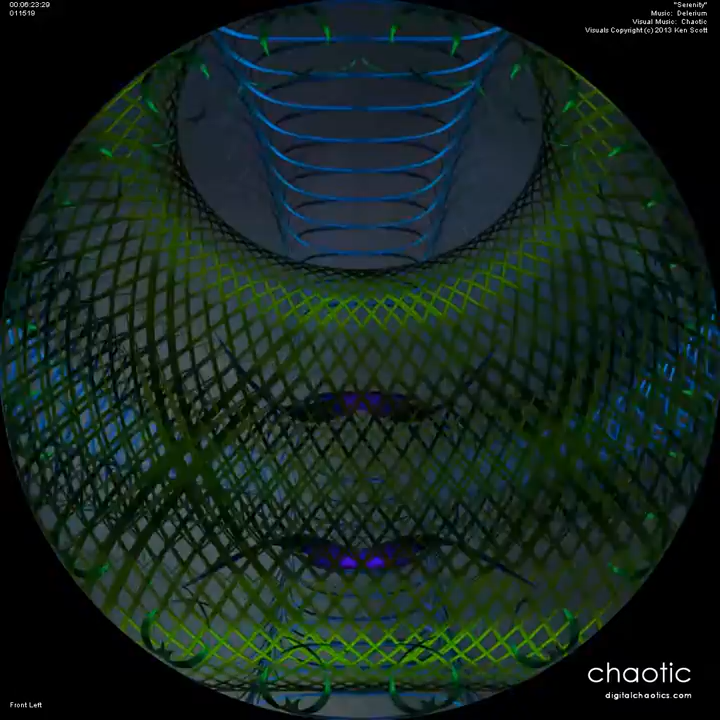 00:06:23:29
011519
"Serenity"
Music: Delerium
Visual Music: Chaotic
Visuals Copyright (c) 2013 Ken Scott
chaotic
digitalchaotics.com
Front Left